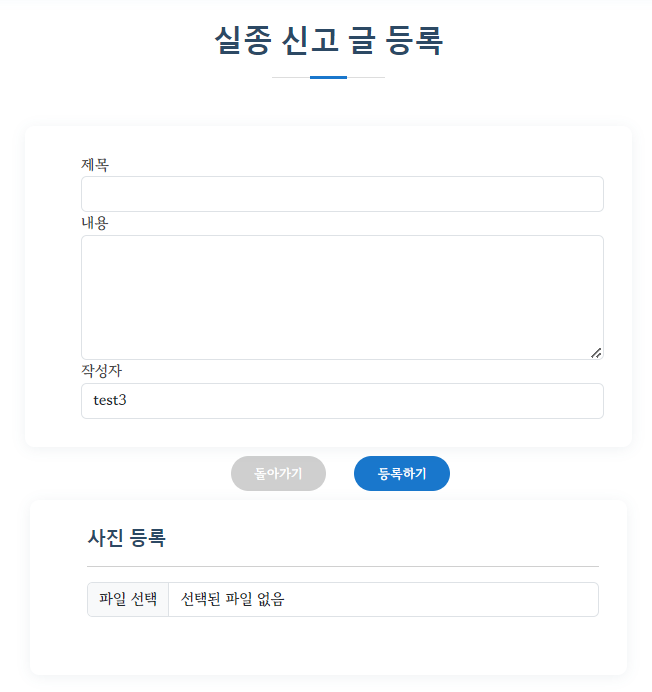 실종 신고 글 등록
제목
내용
작성자
test3
돌아가기
등록하기
사진 등록
파일 선택 선택된 파일 없음